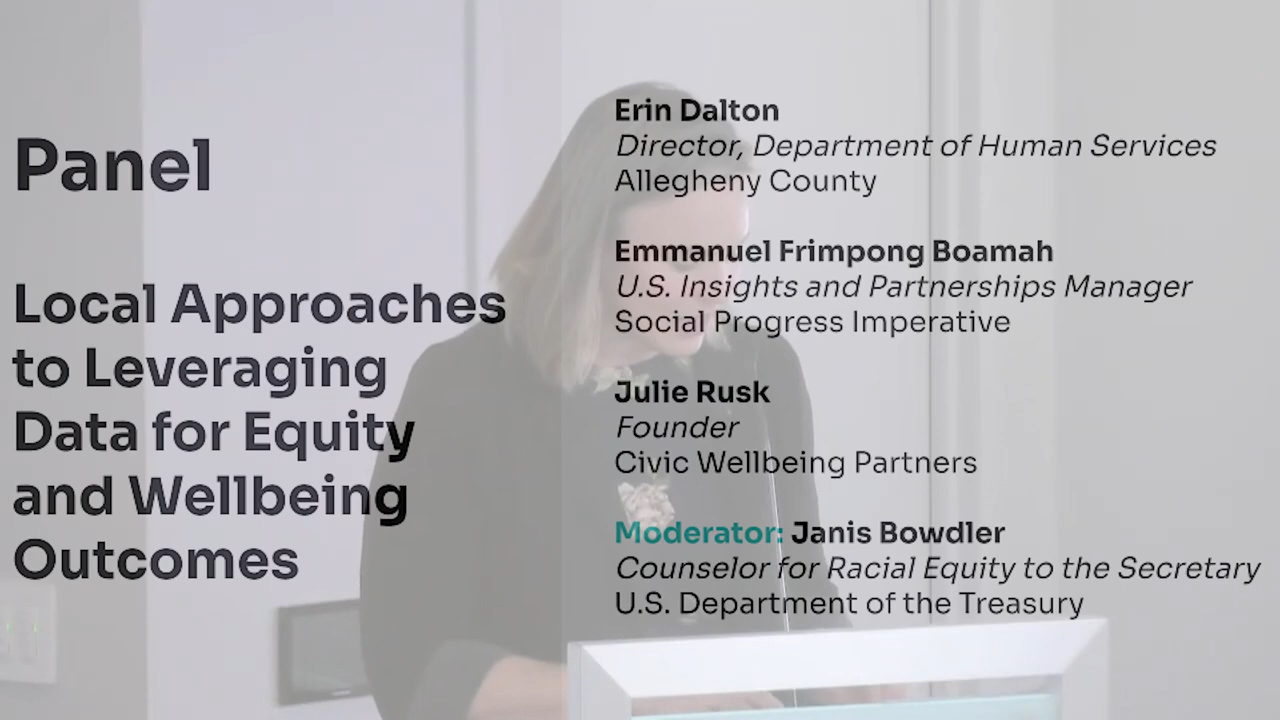 Panel
Local Approaches
to Leveraging
Data for Equity
and Wellbeing
Outcomes
Erin Dalton
Director, Department of Human Services
Allegheny County
Emmanuel Frimpong Boamah
U.S. Insights and Partnerships Manager
Social Progress Imperative
Julie Rusk
Founder
Civic Wellbeing Partners
Moderator: Janis Bowdler
Counselor for Racial Equity to the Secretary
U.S. Department of the Treasury